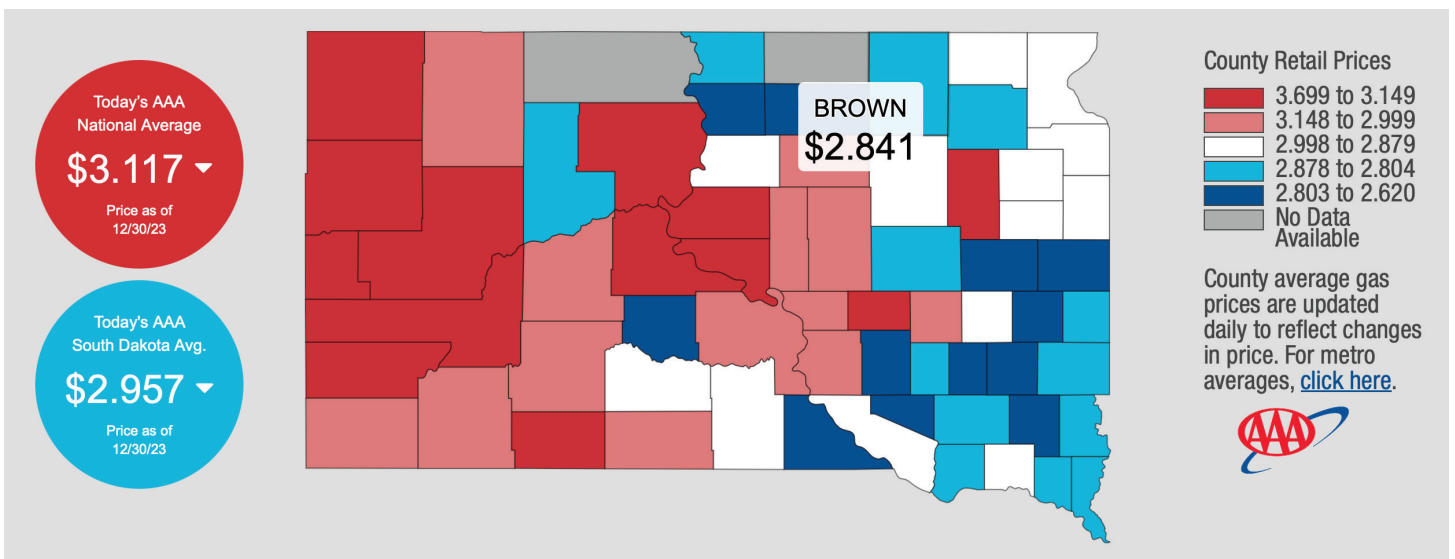 Today's AAA
National Average
$3.117
Price as of
12/30/23
Today's AAA
South Dakota Avg.
$2.957
Price as of
12/30/23
BROWN
$2.841
County Retail Prices
3.699 to 3.149
3.148 to 2.999
2.998 to 2.879
2.878 to 2.804
2.803 to 2.620
No Data
Available
County average gas
prices are updated
daily to reflect changes
in price. For metro
averages, click here.
AAA